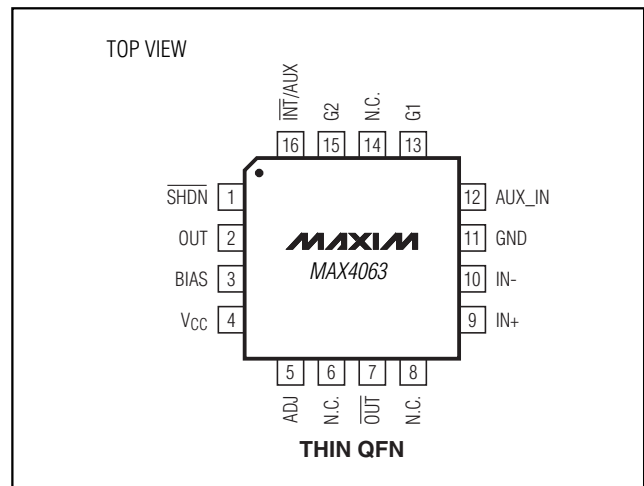 TOP VIEW
INT/AUX
G2
N.C.
G1
16 15 14 13
SHDN 1
OUT 2
BIAS 3
VCC 4
MAXIM
MAX4063
12 AUX_IN
11 GND
10 IN-
9 IN+
5 6 7 8
ADJ
N.C.
OUT
N.C.
THIN QFN